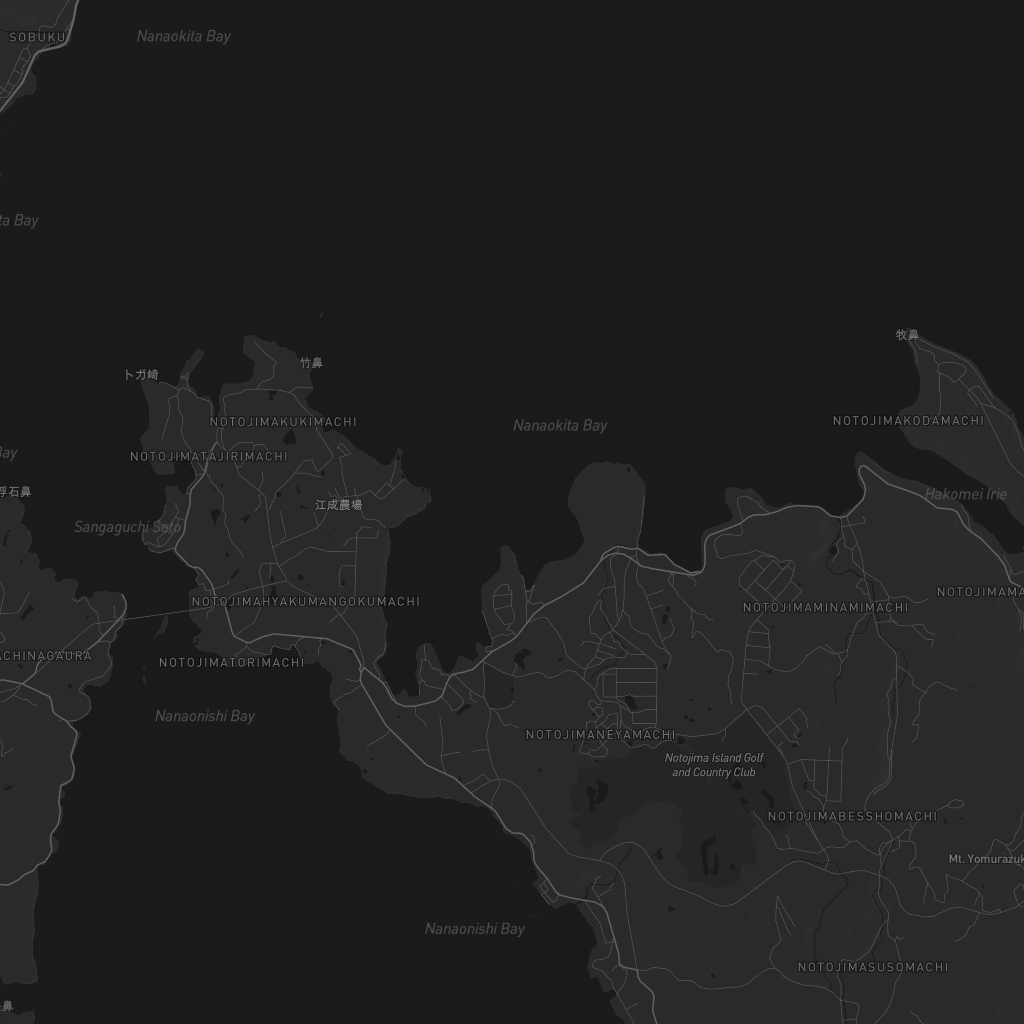 SOBUKU
Nanaokita Bay
ta Bay
牧鼻
竹鼻
トガ崎
NOTOJIMAKUKIMACHI
NOTOJIMAKODAMACHI
Nanaokita Bay
Bay
NOTOJIMATAJIRIMACHI
浮石鼻
Hakomei Irie
江成農場
Sangaguchi Seto
NOTOJIMAMA
NOTOJIMAHYAKUMANGOKUMACHI
NOTOJIMAMINAMIMACHI
ACHINAGAURA
NOTOJIMATORIMACHI
Nanaonishi Bay
NOTOJIMANEYAMACHI
Notojima Island Golf
and Country Club
NOTOJIMABESSHOMACHI
Mt. Yomurazuk
Nanaonishi Bay
NOTOJIMASUSOMACHI
鼻